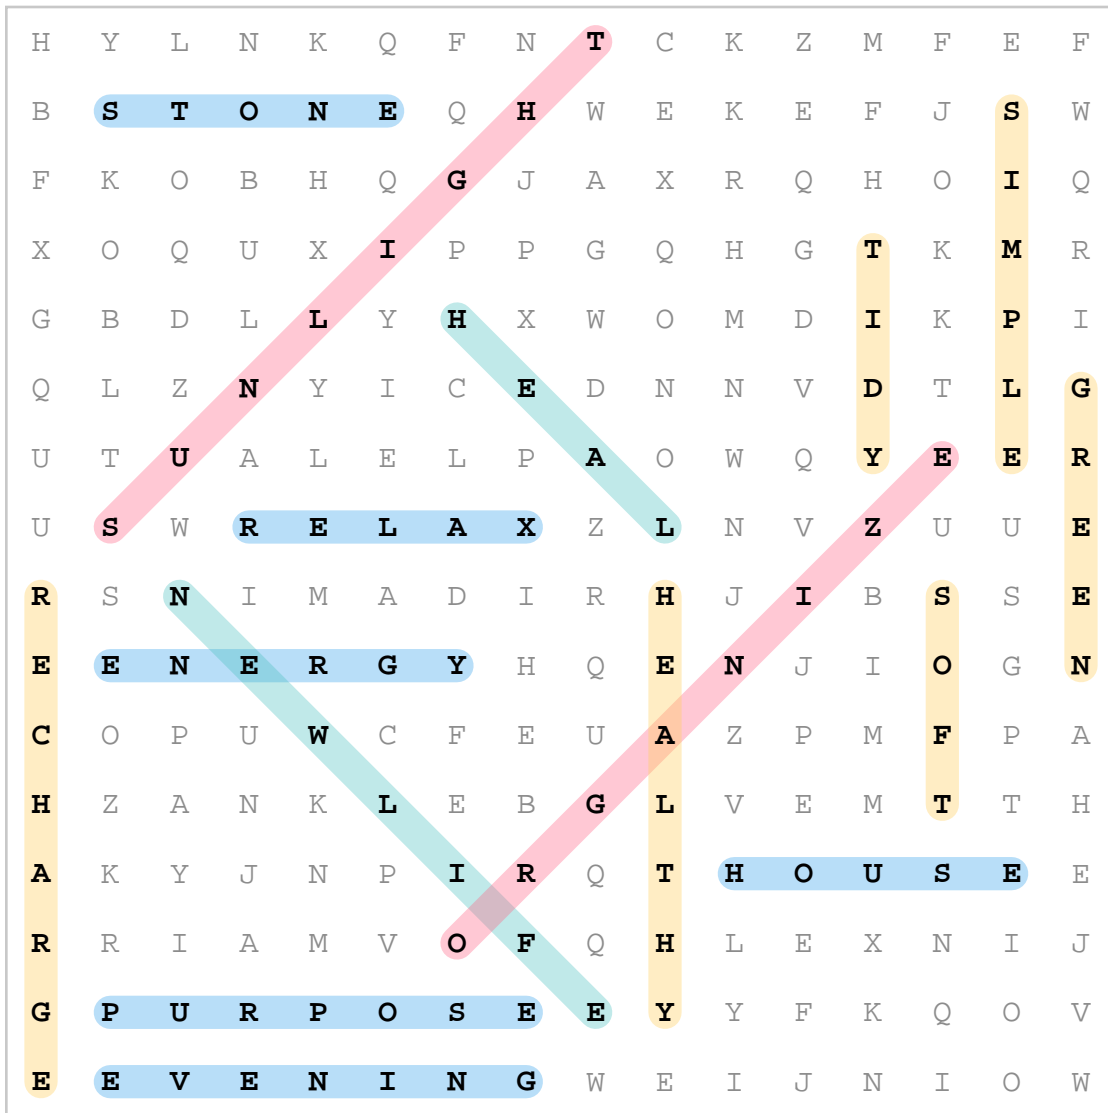 H Y L N K Q F N T C K Z M F E F
B S T O N E Q H W E K E F J S W
F K O B H Q G J A X R Q H O I Q
X O Q U X I P P G Q H G T K M R
G B D L L Y H X W O M D I K P I
Q L Z N Y I C E D N N V D T L G
U T U A L E L P A O W Q Y E E R
U S W R E L A X Z L N V Z U U E
R S N I M A D I R H J I B S S E
E E N E R G Y H Q E N J I O G N
C O P U W C F E U A Z P M F P A
H Z A N K L E B G L V E M T T H
A K Y J N P I R Q T H O U S E E
R R I A M V O F Q H L E X N I J
G P U R P O S E E Y Y F K Q O V
E E V E N I N G W E I J N I O W